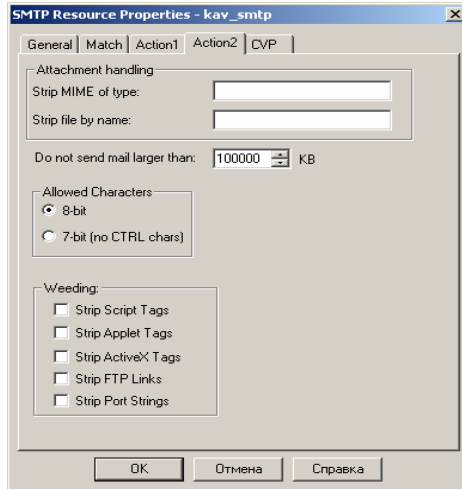 SMTP Resource Properties - kav_smtp
General Match Action1 Action2 CVP
Attachment handling
Strip MIME of type:
Strip file by name:
Do not send mail larger than: 100000 KB
Allowed Characters
8-bit
7-bit (no CTRL chars)
Weeding:
Strip Script Tags
Strip Applet Tags
Strip ActiveX Tags
Strip FTP Links
Strip Port Strings
OK Отмена Справка